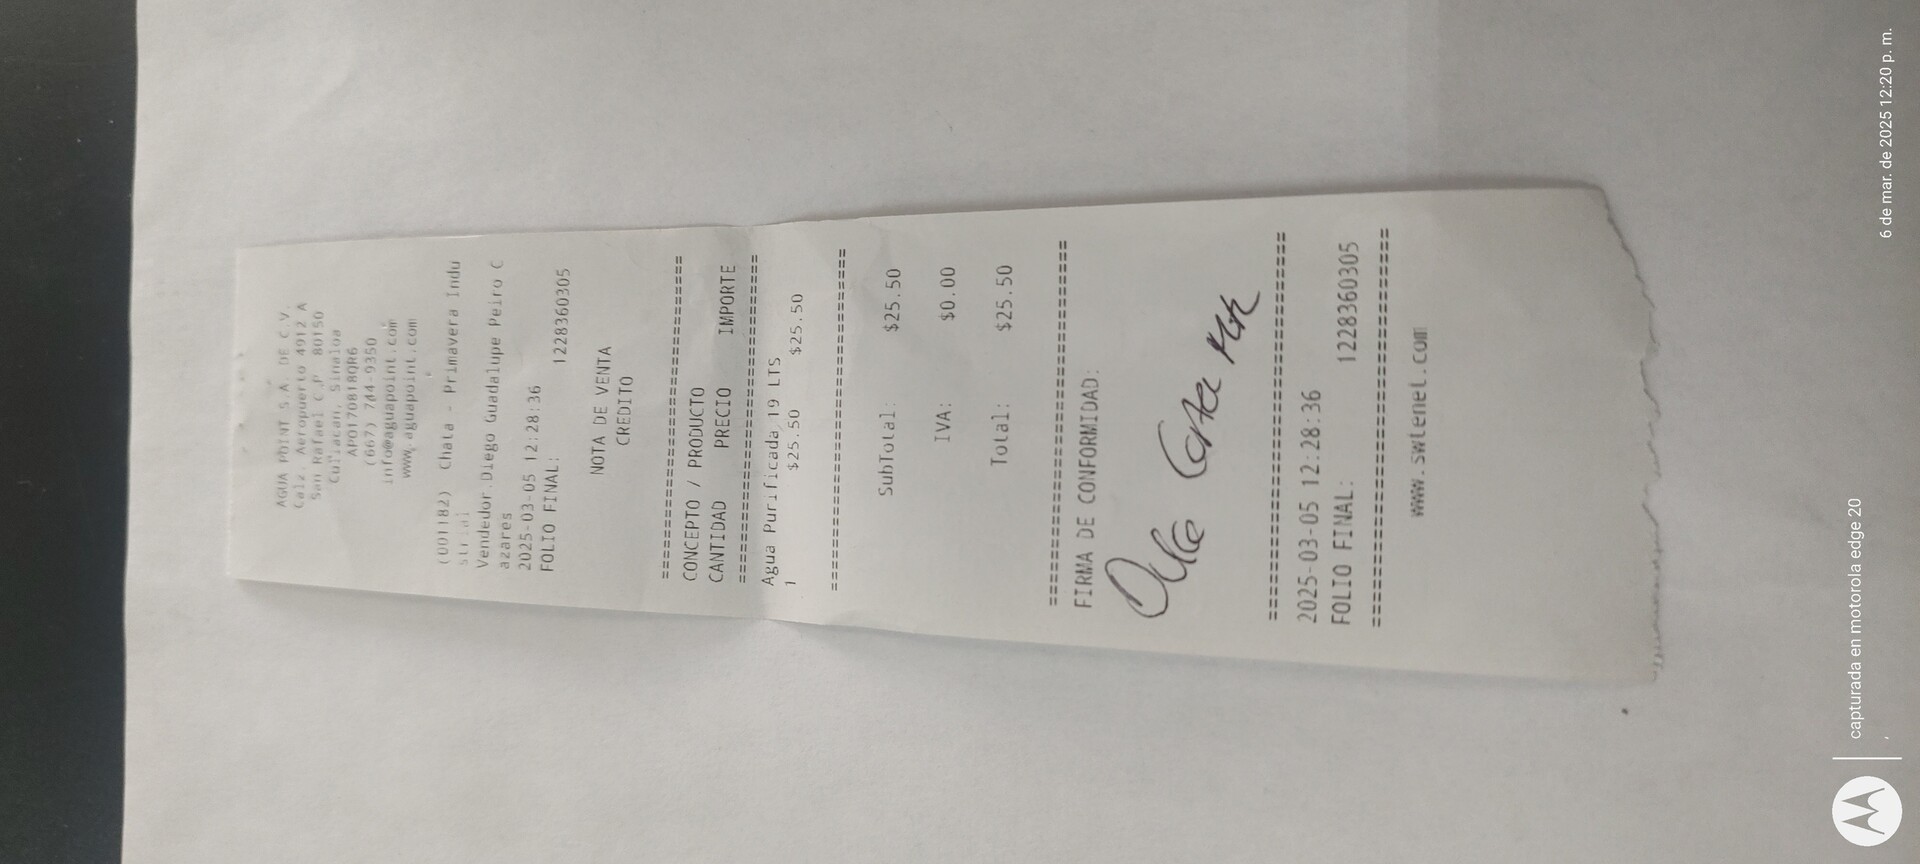 AGUA POINT S.A. DE C.V.
Calz. Aeropuerto 4912 A
San Rafael C.P. 80150
Culiacan, Sinaloa
APO170818QR6
(667) 744-9350
info@aguapoint.com
www.aguapoint.com
(001182) Chata - Primavera Indu
strial
Vendedor:Diego Guadalupe Peiro C
azares
2025-03-05 12:28:36
FOLIO FINAL: 1228360305
NOTA DE VENTA
CREDITO
================================
CONCEPTO / PRODUCTO
CANTIDAD PRECIO IMPORTE
================================
Agua Purificada 19 LTS
1 $25.50 $25.50
================================
SubTotal: $25.50
IVA: $0.00
Total: $25.50
================================
FIRMA DE CONFORMIDAD:
Dulce
================================
2025-03-05 12:28:36
FOLIO FINAL: 1228360305
================================
www.swtenel.com
capturada en motorola edge 20
6 de mar. de 2025 12:20 p. m.